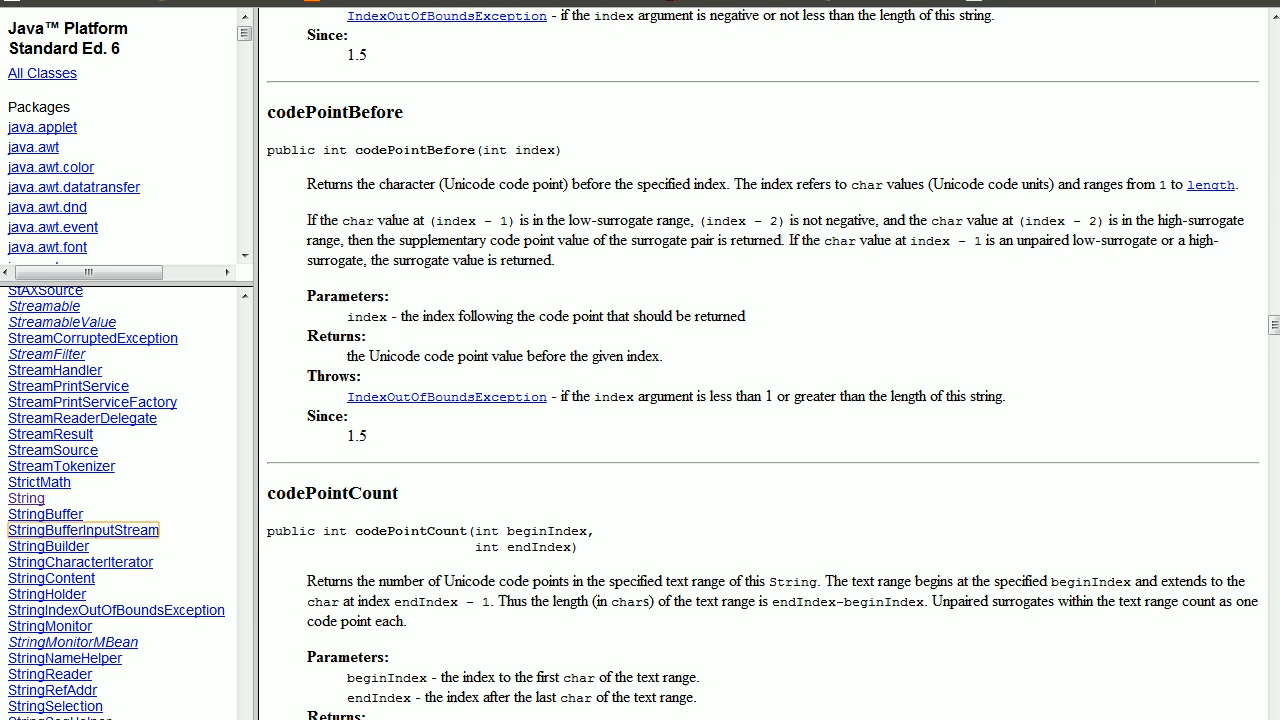 Java™ Platform
Standard Ed. 6
All Classes
Packages
java.applet
java.awt
java.awt.color
java.awt.datatransfer
java.awt.dnd
java.awt.event
java.awt.font
StAXSource
Streamable
StreamableValue
StreamCorruptedException
StreamFilter
StreamHandler
StreamPrintService
StreamPrintServiceFactory
StreamReaderDelegate
StreamResult
StreamSource
StreamTokenizer
StrictMath
String
StringBuffer
StringBufferInputStream
StringBuilder
StringCharacterIterator
StringContent
StringHolder
StringIndexOutOfBoundsException
StringMonitor
StringMonitorMBean
StringNameHelper
StringReader
StringRefAddr
StringSelection
IndexOutOfBoundsException - if the index argument is negative or not less than the length of this string.
Since:
1.5
codePointBefore
public int codePointBefore(int index)
Returns the character (Unicode code point) before the specified index. The index refers to char values (Unicode code units) and ranges from 1 to length.
If the char value at (index - 1) is in the low-surrogate range, (index - 2) is not negative, and the char value at (index - 2) is in the high-surrogate
range, then the supplementary code point value of the surrogate pair is returned. If the char value at index - 1 is an unpaired low-surrogate or a high-
surrogate, the surrogate value is returned.
Parameters:
index - the index following the code point that should be returned
Returns:
the Unicode code point value before the given index.
Throws:
IndexOutOfBoundsException - if the index argument is less than 1 or greater than the length of this string.
Since:
1.5
codePointCount
public int codePointCount(int beginIndex,
int endIndex)
Returns the number of Unicode code points in the specified text range of this String. The text range begins at the specified beginIndex and extends to the
char at index endIndex - 1. Thus the length (in chars) of the text range is endIndex-beginIndex. Unpaired surrogates within the text range count as one
code point each.
Parameters:
beginIndex - the index to the first char of the text range.
endIndex - the index after the last char of the text range.
Returns: